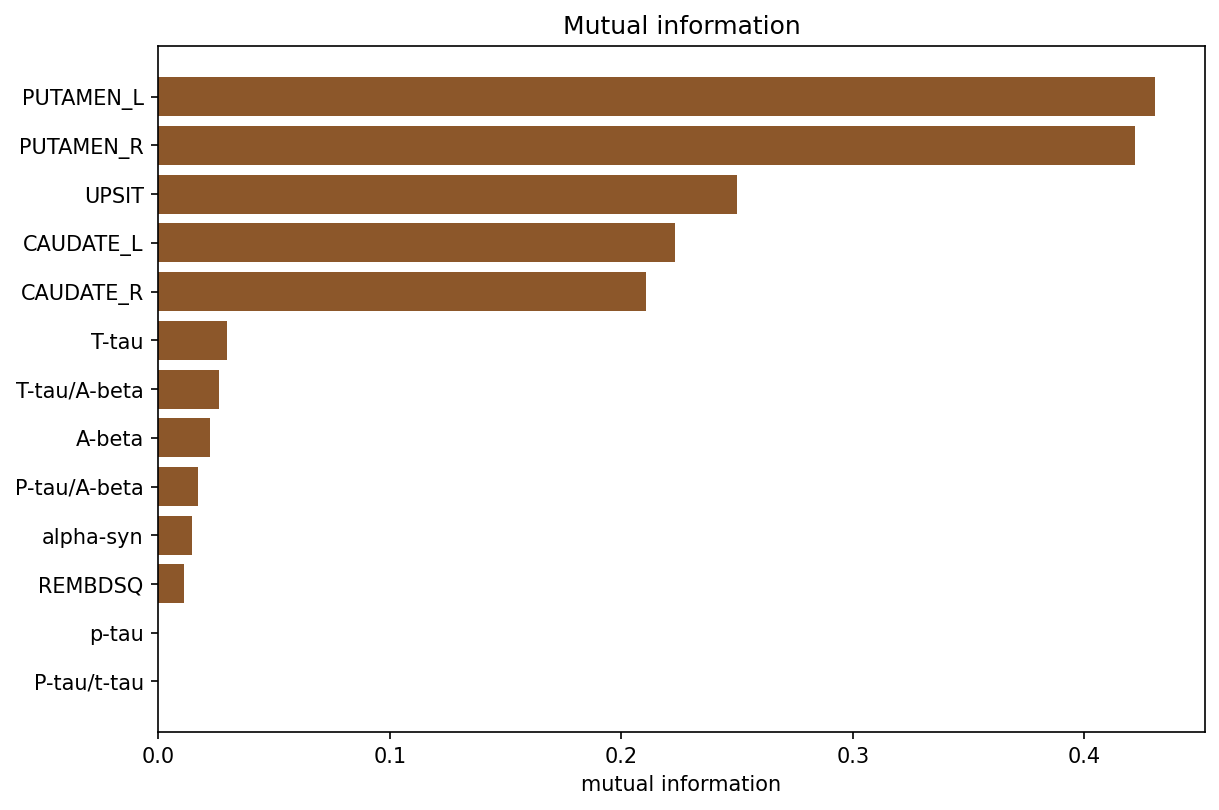 Mutual information
PUTAMEN_L
PUTAMEN_R
UPSIT
CAUDATE_L
CAUDATE_R
T-tau
T-tau/A-beta
A-beta
P-tau/A-beta
alpha-syn
REMBDSQ
p-tau
P-tau/t-tau
0.0 0.1 0.2 0.3 0.4
mutual information